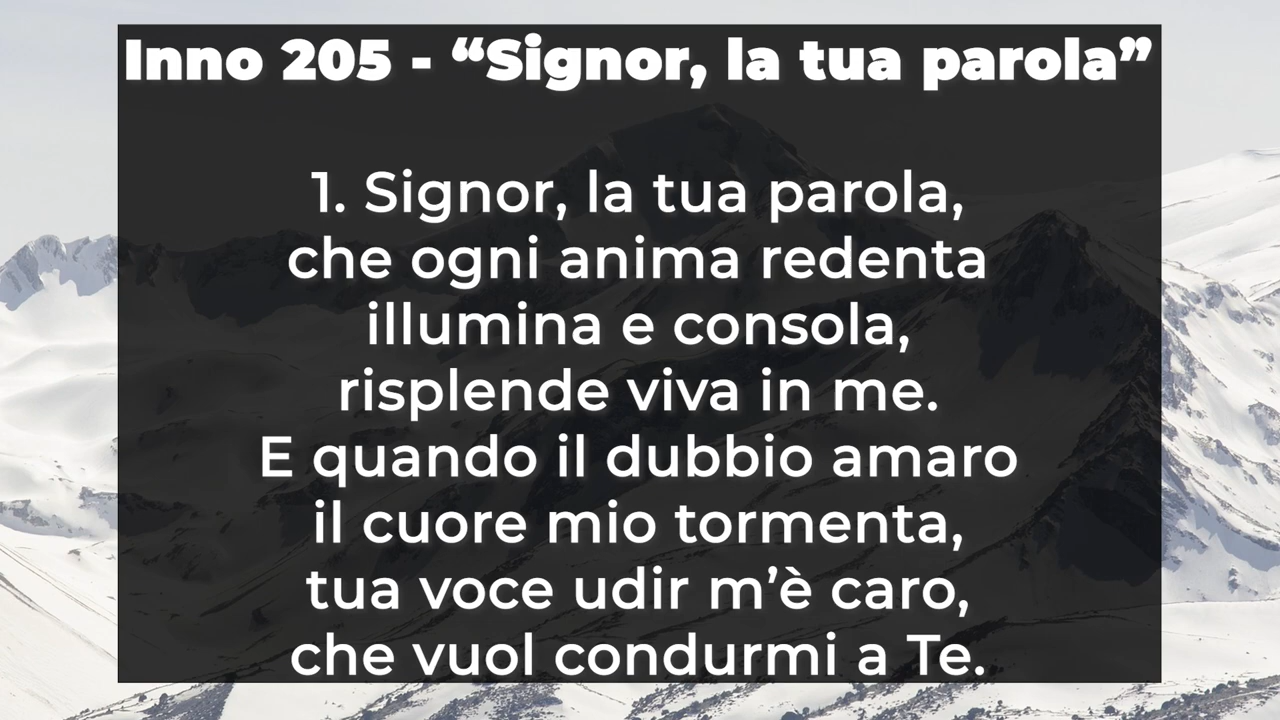 Inno 205 - “Signor, la tua parola”
1. Signor, la tua parola,
che ogni anima redenta
illumina e consola,
risplende viva in me.
E quando il dubbio amaro
il cuore mio tormenta,
tua voce udir m’è caro,
che vuol condurmi a Te.